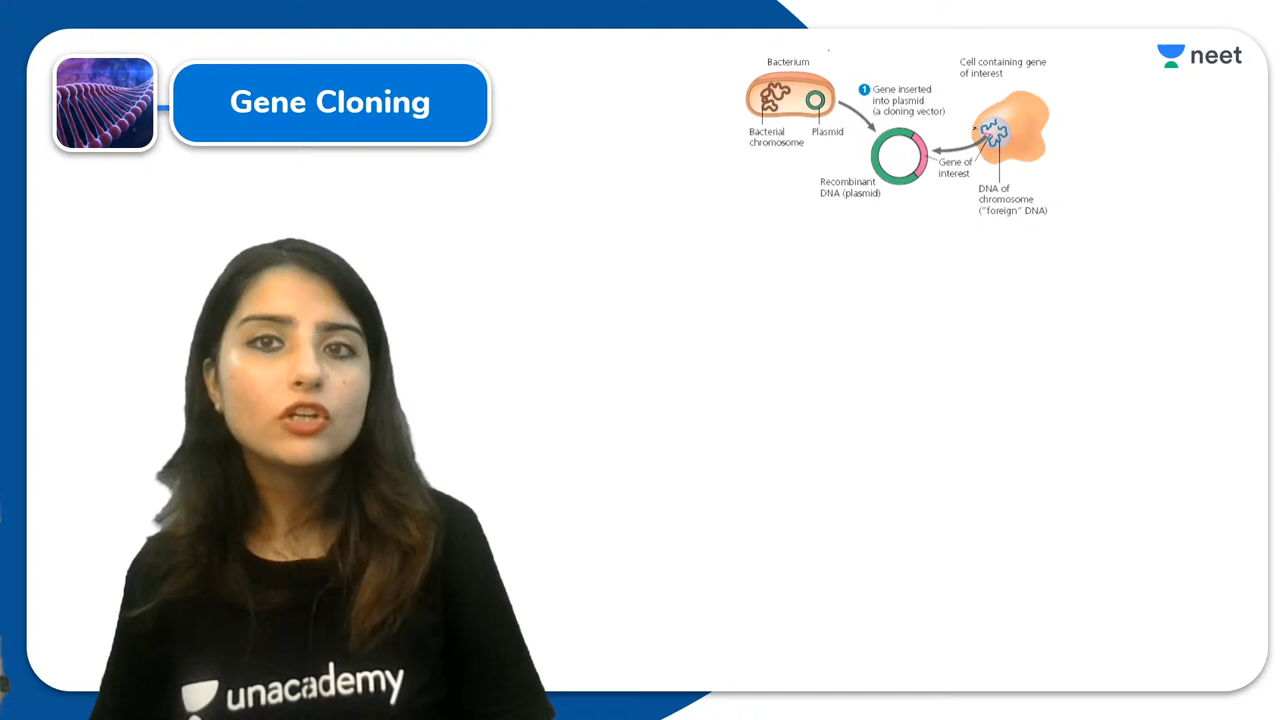 Gene Cloning
neet
Bacterium
Bacterial
chromosome
Plasmid
1 Gene inserted
into plasmid
(a cloning vector)
Cell containing gene
of interest
Gene of
interest
Recombinant
DNA (plasmid)
DNA of
chromosome
("foreign" DNA)
unacademy